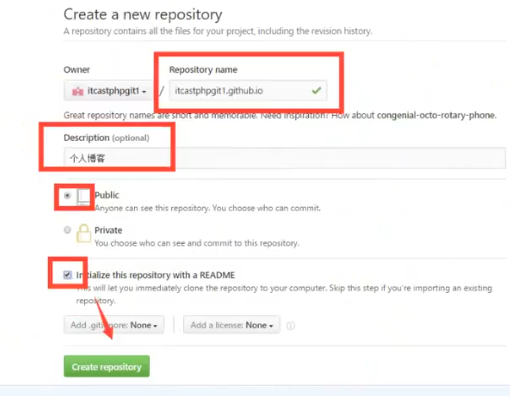 Create a new repository
A repository contains all the files for your project, including the revision history.
Owner
Repository name
itcastphpgit1 / itcastphpgit1.github.io
Great repository names are short and memorable. Need inspiration? How about congenial-octo-rotary-phone.
Description (optional)
个人博客
Public
Anyone can see this repository. You choose who can commit.
Private
You choose who can see and commit to this repository.
Initialize this repository with a README
This will let you immediately clone the repository to your computer. Skip this step if you're importing an existing
repository.
Add .gitignore: None
Add a license: None
Create repository